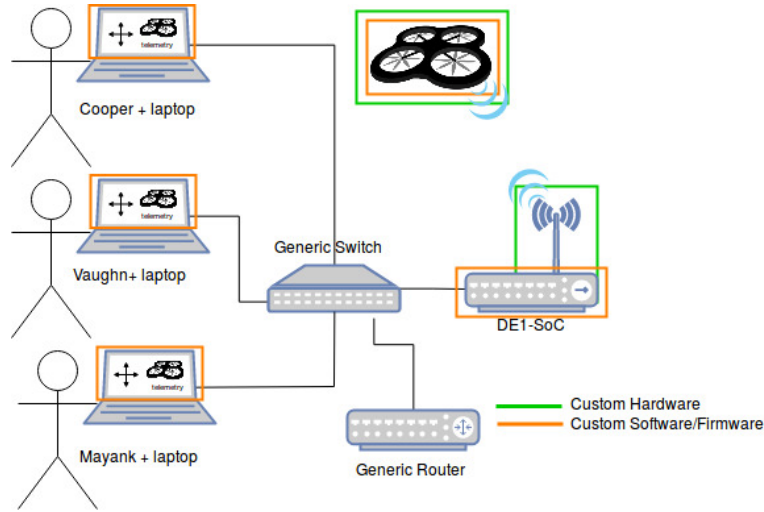 telemetry
Cooper + laptop
telemetry
Vaughn+ laptop
Generic Switch
DE1-SoC
telemetry
Mayank + laptop
Generic Router
Custom Hardware
Custom Software/Firmware